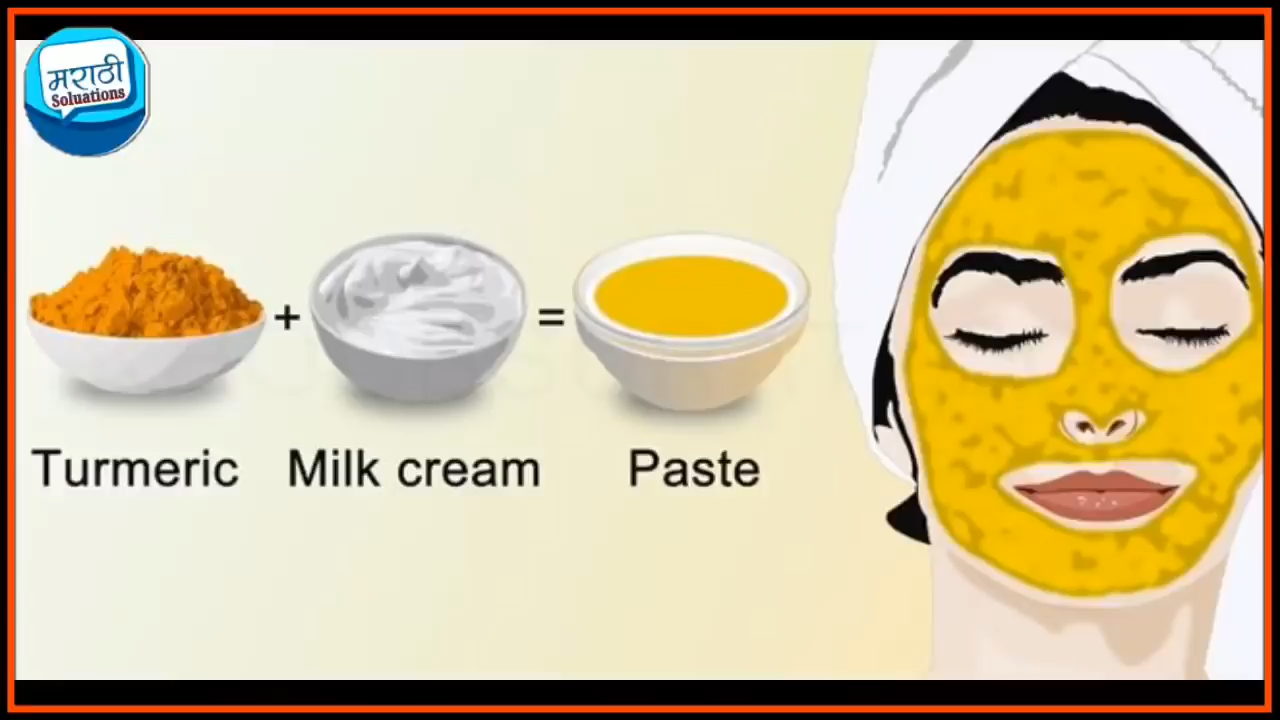 मराठी
Soluations
+ =
Turmeric Milk cream Paste